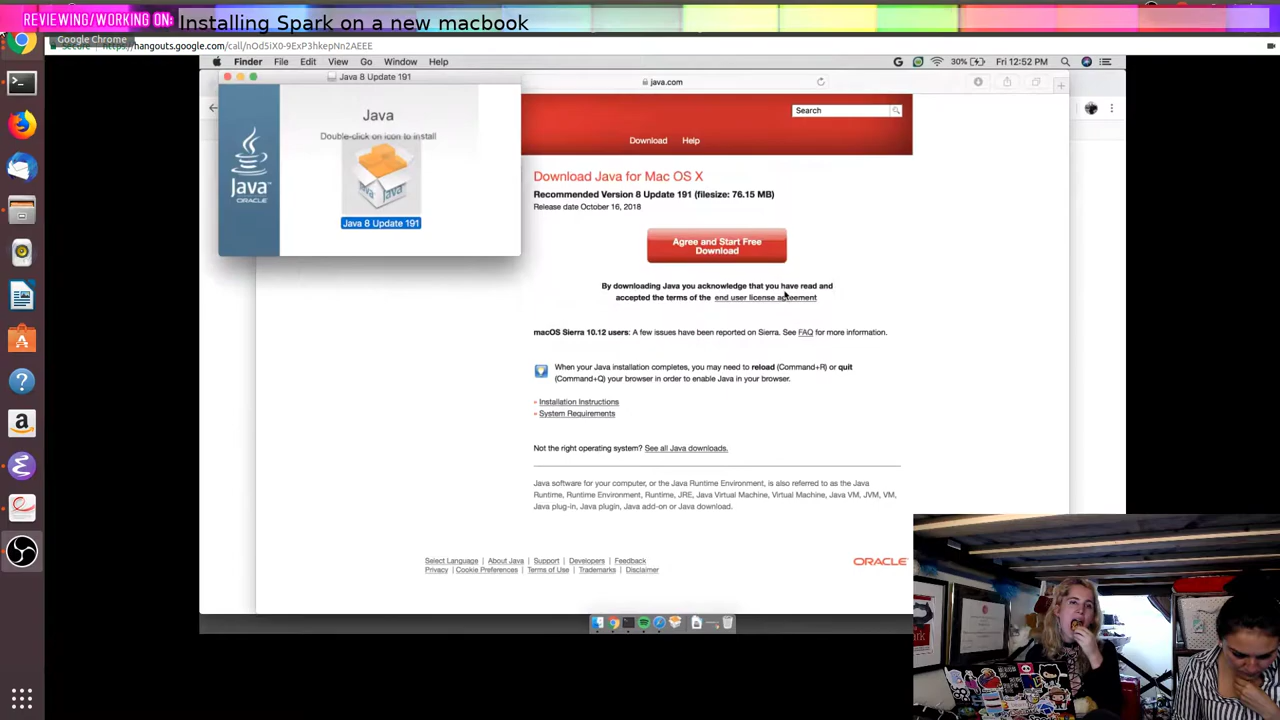 REVIEWING/WORKING ON: Installing Spark on a new macbook
Google Chrome
hangouts.google.com/call/nOd5iX0-9ExP3hkepNn2AEEE
Finder File Edit View Go Window Help
30% Fri 12:52 PM
Java 8 Update 191
java.com
Java
Double-click on icon to install
Java
ORACLE
Java 8 Update 191
Search
Download Help
Download Java for Mac OS X
Recommended Version 8 Update 191 (filesize: 76.15 MB)
Release date October 16, 2018
Agree and Start Free
Download
By downloading Java you acknowledge that you have read and
accepted the terms of the end user license agreement
macOS Sierra 10.12 users: A few issues have been reported on Sierra. See FAQ for more information.
When your Java installation completes, you may need to reload (Command+R) or quit
(Command+Q) your browser in order to enable Java in your browser.
» Installation Instructions
» System Requirements
Not the right operating system? See all Java downloads.
Java software for your computer, or the Java Runtime Environment, is also referred to as the Java
Runtime, Runtime Environment, Runtime, JRE, Java Virtual Machine, Virtual Machine, Java VM, JVM, VM,
Java plug-in, Java plugin, Java add-on or Java download.
Select Language | About Java | Support | Developers | Feedback
Privacy | Cookie Preferences | Terms of Use | Trademarks | Disclaimer
ORACLE